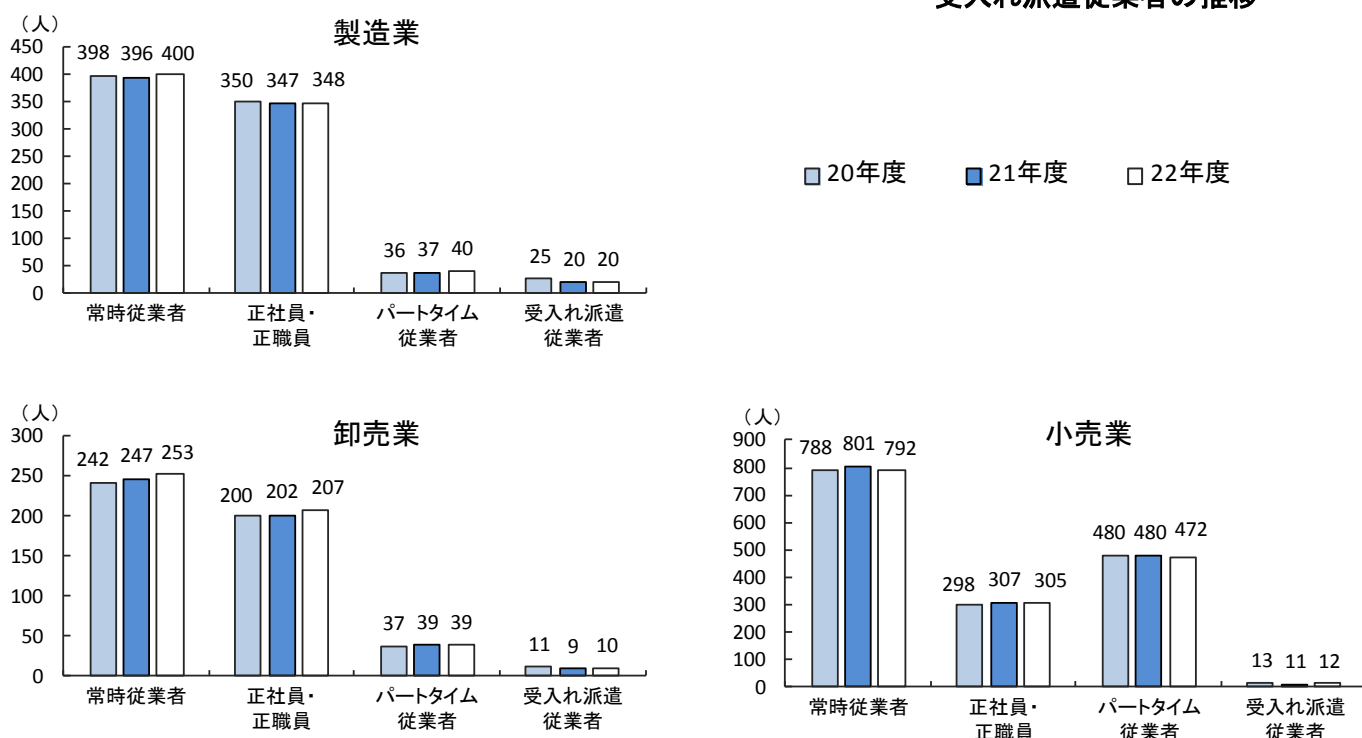 受入れ派遣従業者の推移
（人）
製造業
450
400
350
300
250
200
150
100
50
0
398 396 400
350 347 348
36 37 40
25 20 20
常時従業者
正社員・
正職員
パートタイム
従業者
受入れ派遣
従業者
20年度 21年度 22年度
（人）
卸売業
300
250
200
150
100
50
0
242 247 253
200 202 207
37 39 39
11 9 10
常時従業者
正社員・
正職員
パートタイム
従業者
受入れ派遣
従業者
（人）
小売業
900
800
700
600
500
400
300
200
100
0
788 801 792
298 307 305
480 480 472
13 11 12
常時従業者
正社員・
正職員
パートタイム
従業者
受入れ派遣
従業者